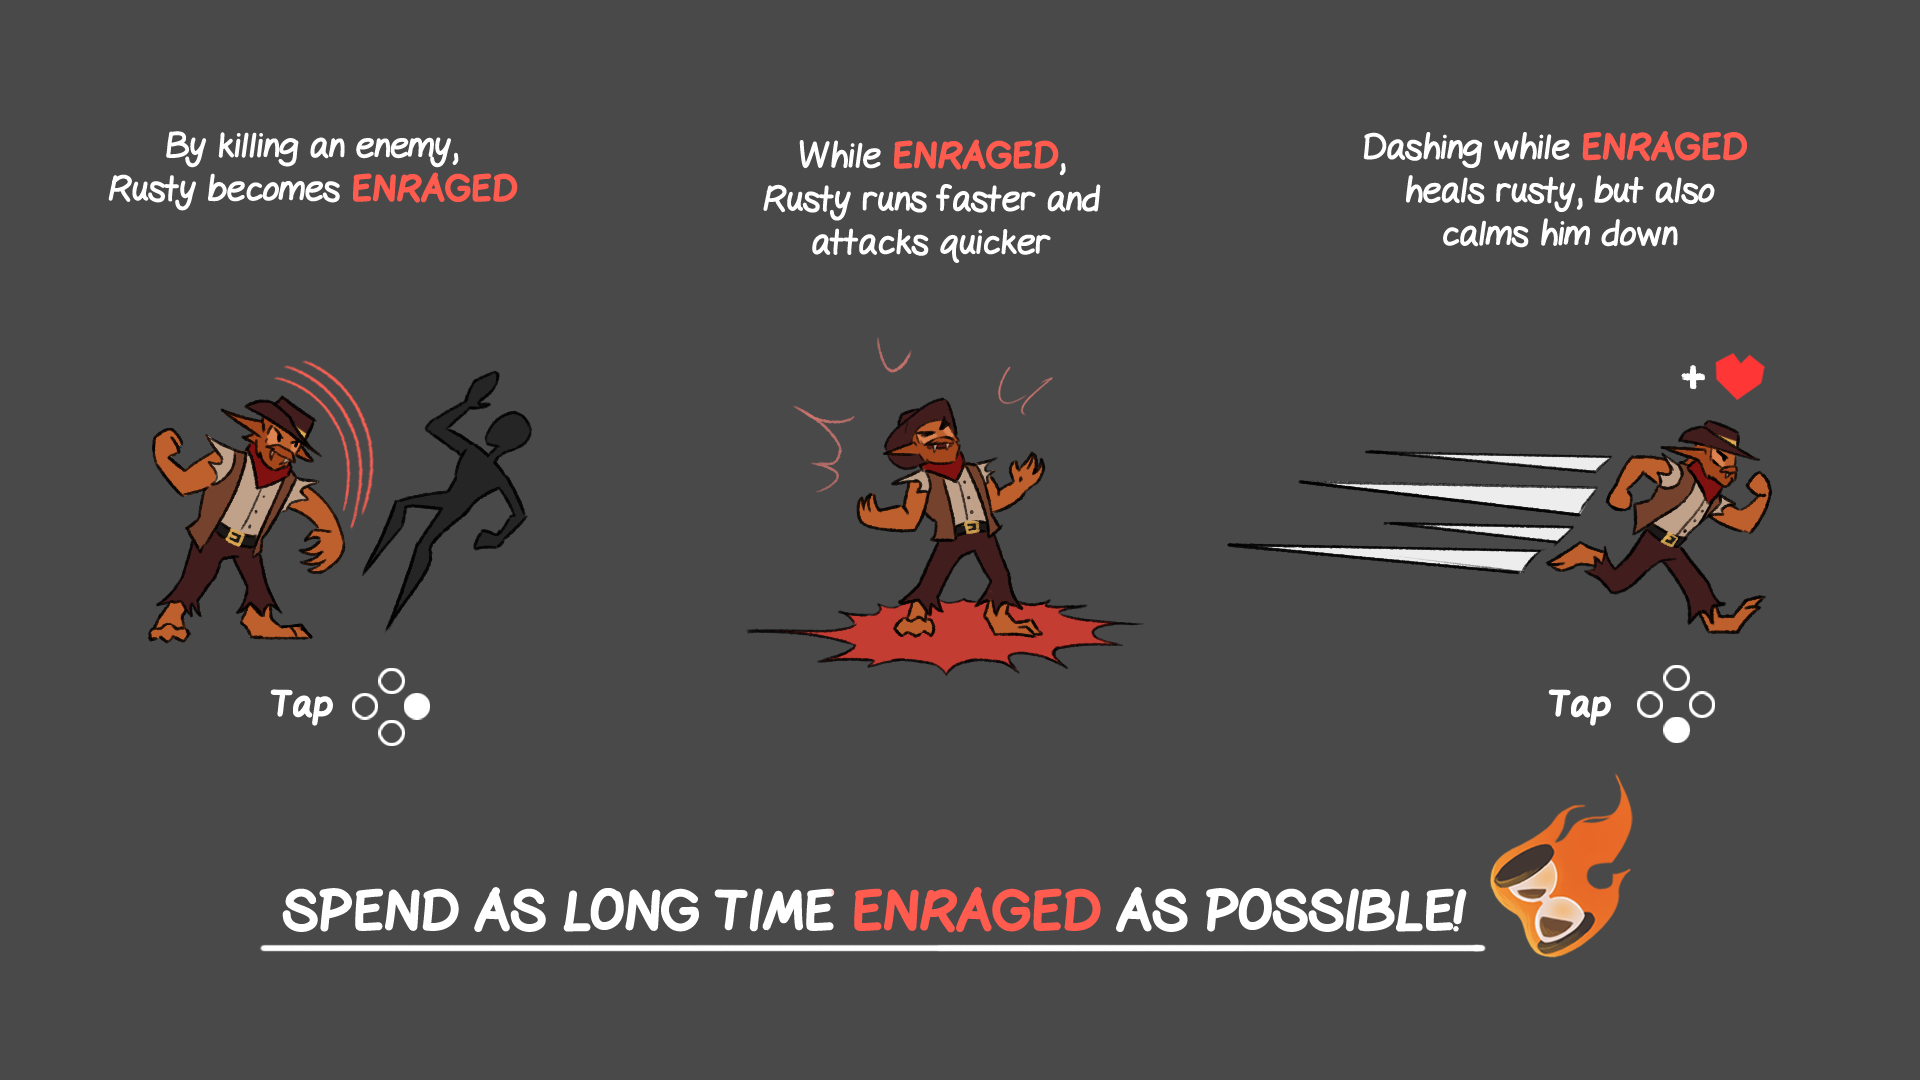 By killing an enemy,
Rusty becomes ENRAGED
While ENRAGED,
Rusty runs faster and
attacks quicker
Dashing while ENRAGED
heals rusty, but also
calms him down
+
Tap
Tap
SPEND AS LONG TIME ENRAGED AS POSSIBLE!